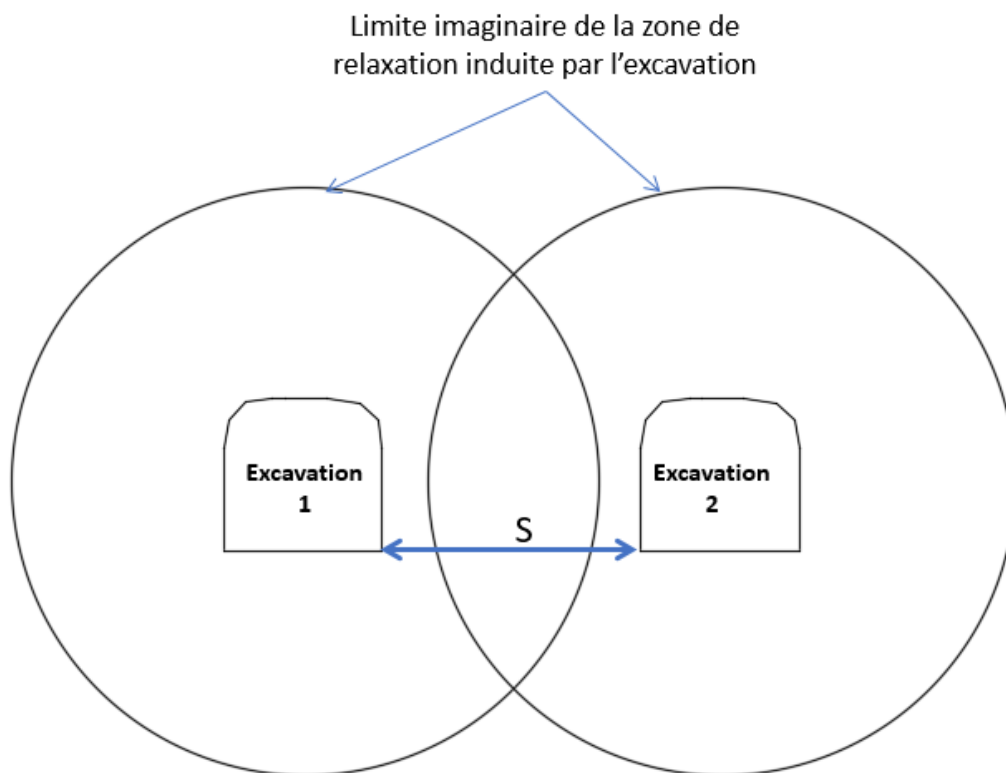 Limite imaginaire de la zone de
relaxation induite par l'excavation
Excavation
1
Excavation
2
S